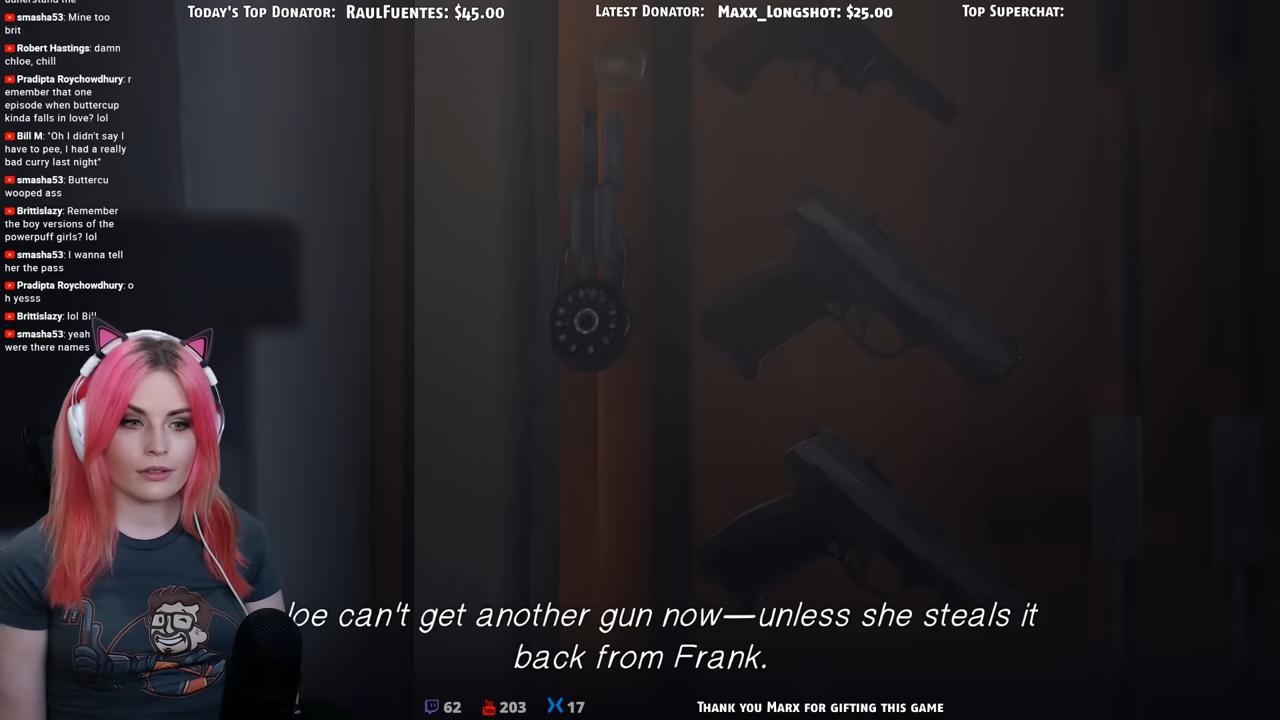 Today's Top Donator: RaulFuentes: $45.00
Latest Donator: Maxx_Longshot: $25.00
Top Superchat:
smasha53: Mine too
brit
Robert Hastings: damn
chloe, chill
Pradipta Roychowdhury: r
emember that one
episode when buttercup
kinda falls in love? lol
Bill M: "Oh I didn't say I
have to pee, I had a really
bad curry last night"
smasha53: Buttercu
wooped ass
Brittislazy: Remember
the boy versions of the
powerpuff girls? lol
smasha53: I wanna tell
her the pass
Pradipta Roychowdhury: o
h yesss
Brittislazy: lol Bill
smasha53: yeah
were there names
loe can't get another gun now—unless she steals it
back from Frank.
62
203
17
Thank you Marx for gifting this game